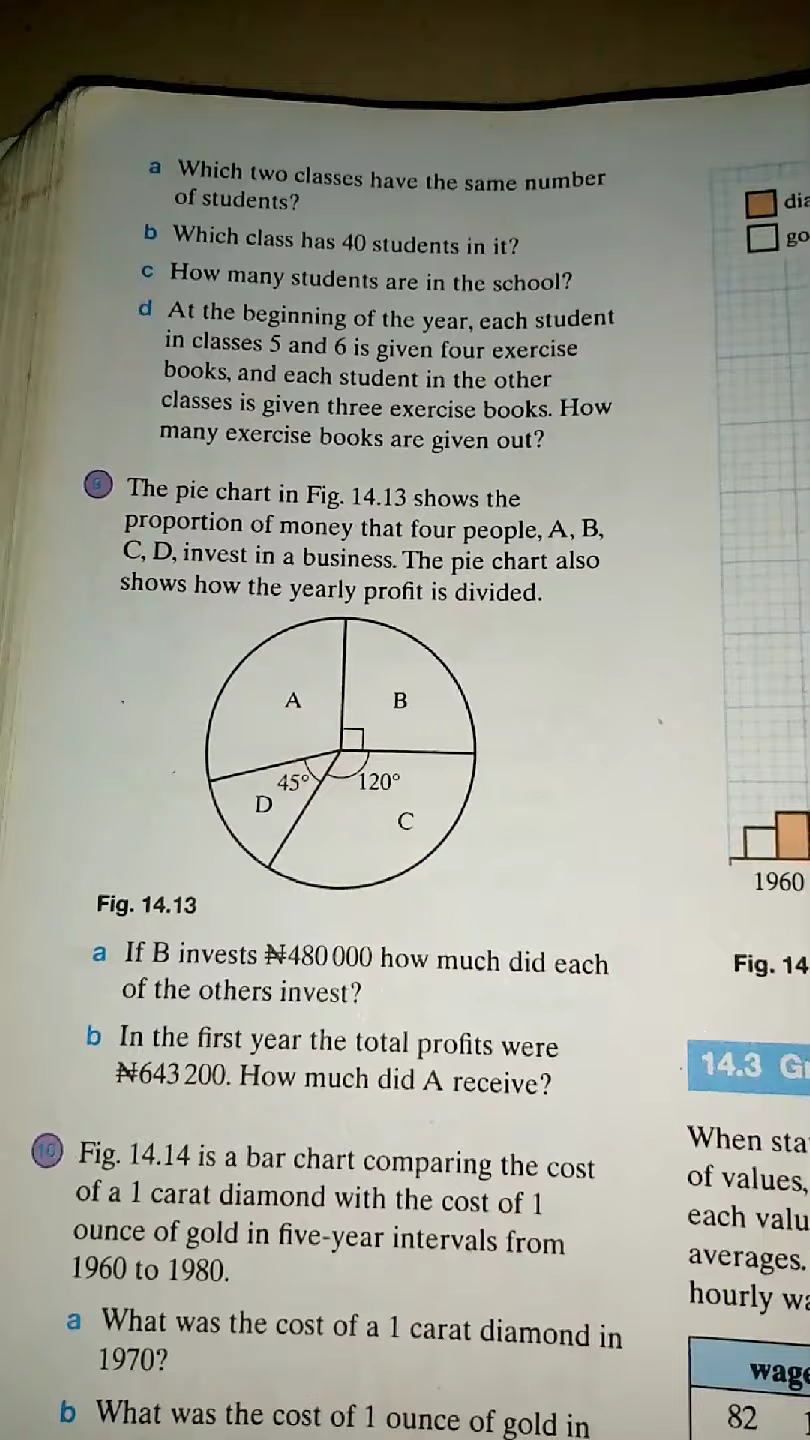 a Which two classes have the same number
of students?
b Which class has 40 students in it?
c How many students are in the school?
d At the beginning of the year, each student
in classes 5 and 6 is given four exercise
books, and each student in the other
classes is given three exercise books. How
many exercise books are given out?
9 The pie chart in Fig. 14.13 shows the
proportion of money that four people, A, B,
C, D, invest in a business. The pie chart also
shows how the yearly profit is divided.
A
B
45°
120°
D
C
Fig. 14.13
a If B invests ₦480 000 how much did each
of the others invest?
b In the first year the total profits were
₦643 200. How much did A receive?
10 Fig. 14.14 is a bar chart comparing the cost
of a 1 carat diamond with the cost of 1
ounce of gold in five-year intervals from
1960 to 1980.
a What was the cost of a 1 carat diamond in
1970?
b What was the cost of 1 ounce of gold in
1960
Fig. 14
14.3
When
of values,
each
averages.
hourly
82